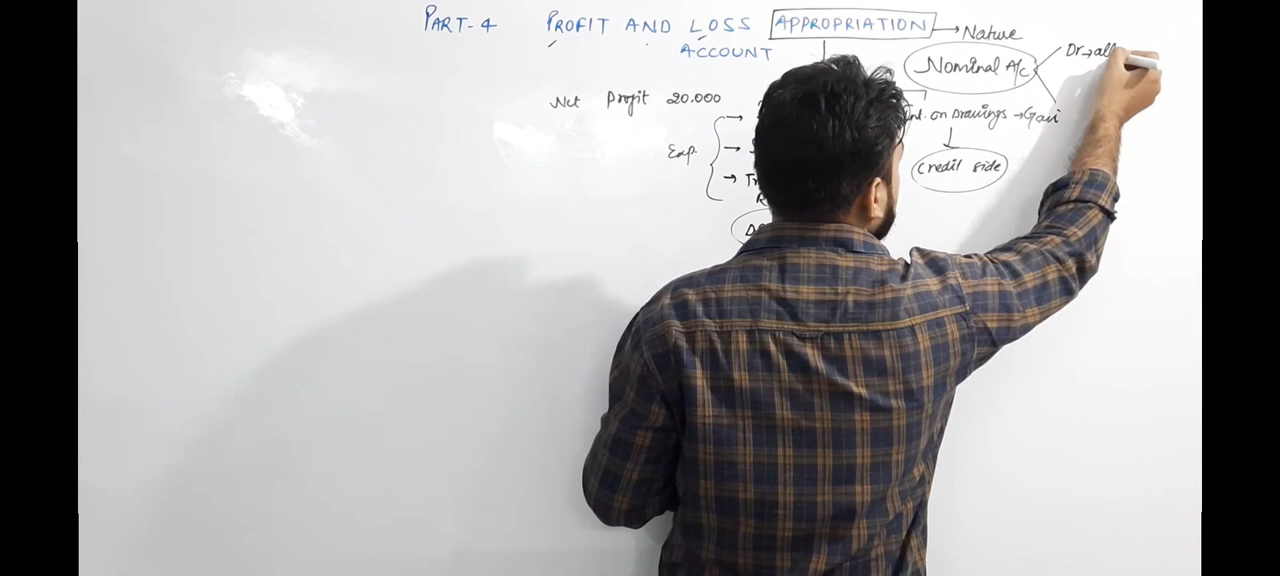 PART-4 PROFIT AND LOSS APPROPRIATION → Nature
ACCOUNT
Nominal A/c
Dr→all
Net Profit 20.000
Int. on Drawings → Gain
Exp.
Credit side